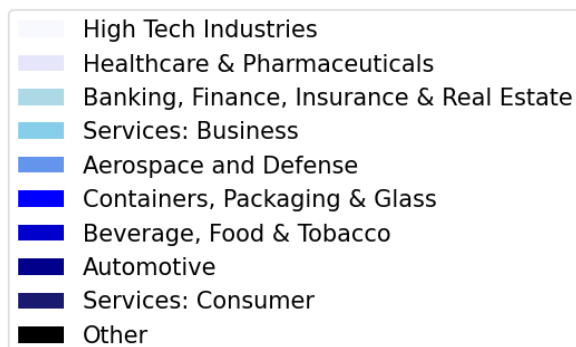 High Tech Industries
Healthcare & Pharmaceuticals
Banking, Finance, Insurance & Real Estate
Services: Business
Aerospace and Defense
Containers, Packaging & Glass
Beverage, Food & Tobacco
Automotive
Services: Consumer
Other